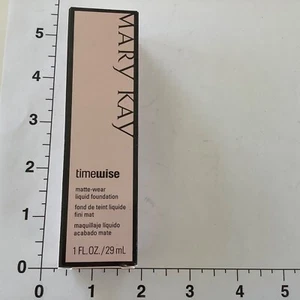 MARY KAY
timewise
matte-wear
liquid foundation
fond de teint liquide
fini mat
maquillaje líquido
acabado mate
1 FL.OZ./29 mL
5
4
3
2
1
0
0
1
2
3
4
5